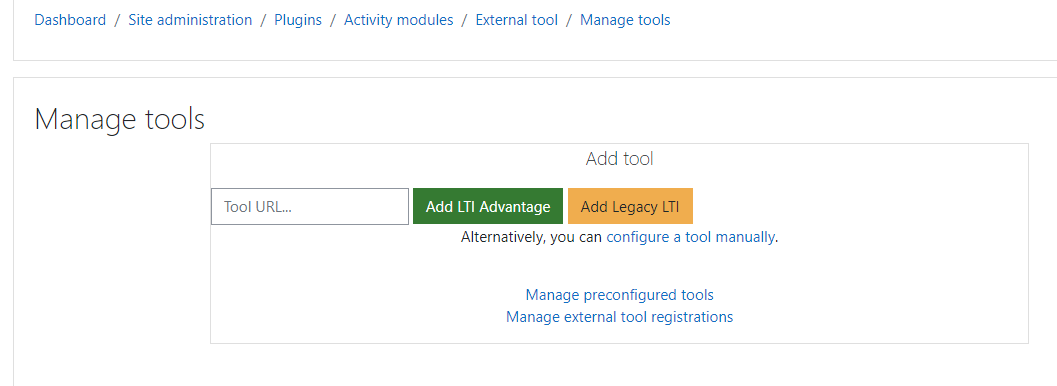 Dashboard / Site administration / Plugins / Activity modules / External tool / Manage tools
Manage tools
Add tool
Tool URL... Add LTI Advantage Add Legacy LTI
Alternatively, you can configure a tool manually.
Manage preconfigured tools
Manage external tool registrations